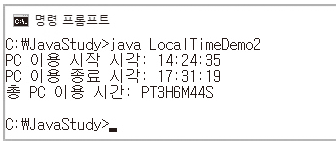 명령 프롬프트
C:₩JavaStudy>java LocalTimeDemo2
PC 이용 시작 시각: 14:24:35
PC 이용 종료 시각: 17:31:19
총 PC 이용 시간: PT3H6M44S
C:₩JavaStudy>